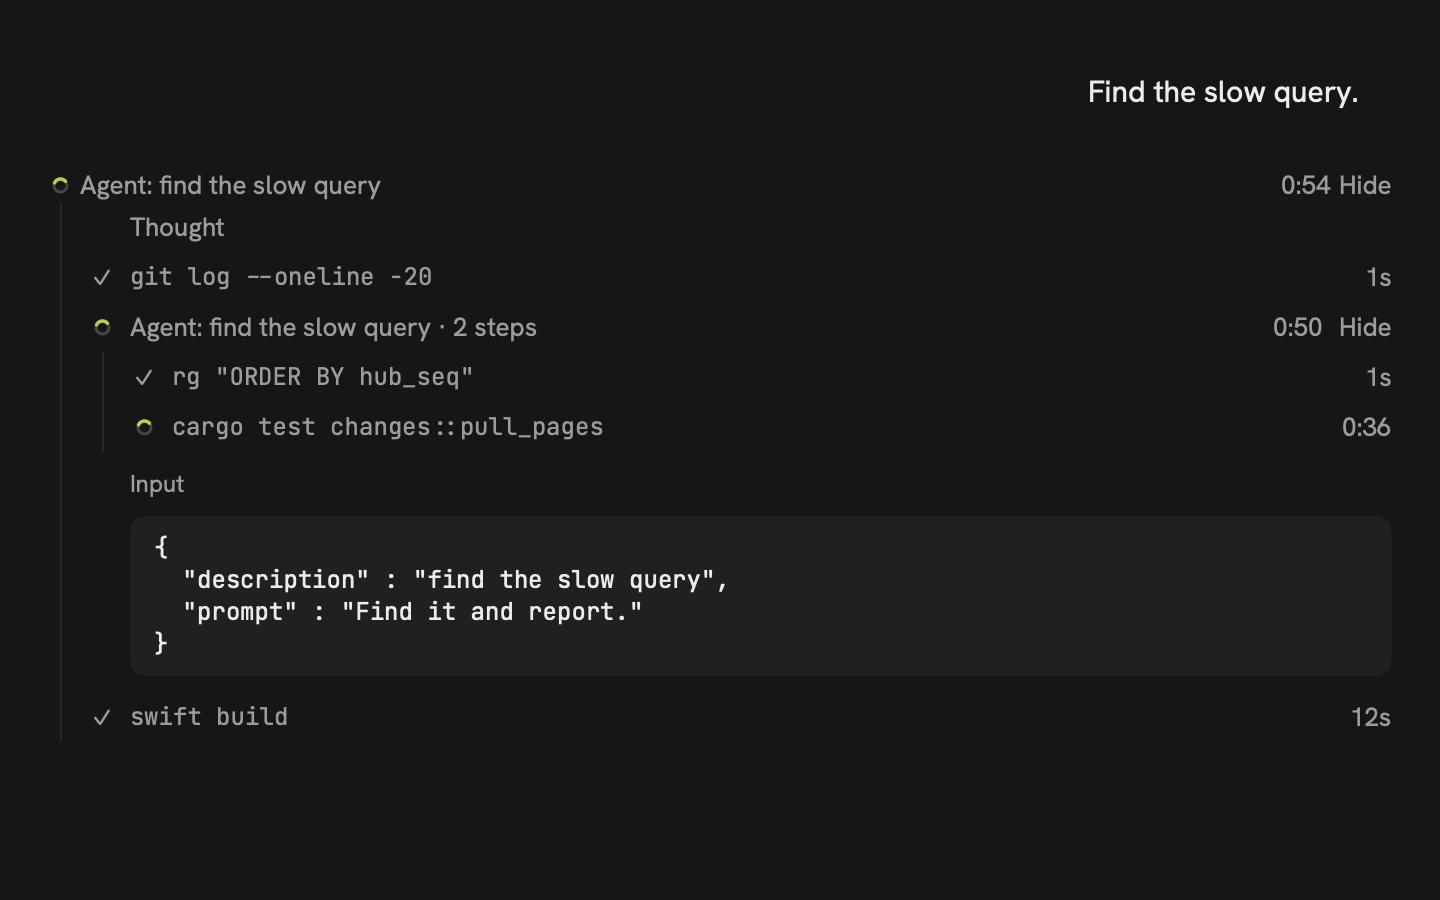 Find the slow query.
Agent: find the slow query 0:54 Hide
Thought
git log --oneline -20 1s
Agent: find the slow query · 2 steps 0:50 Hide
rg "ORDER BY hub_seq" 1s
cargo test changes::pull_pages 0:36
Input
{
  "description" : "find the slow query",
  "prompt" : "Find it and report."
}
swift build 12s